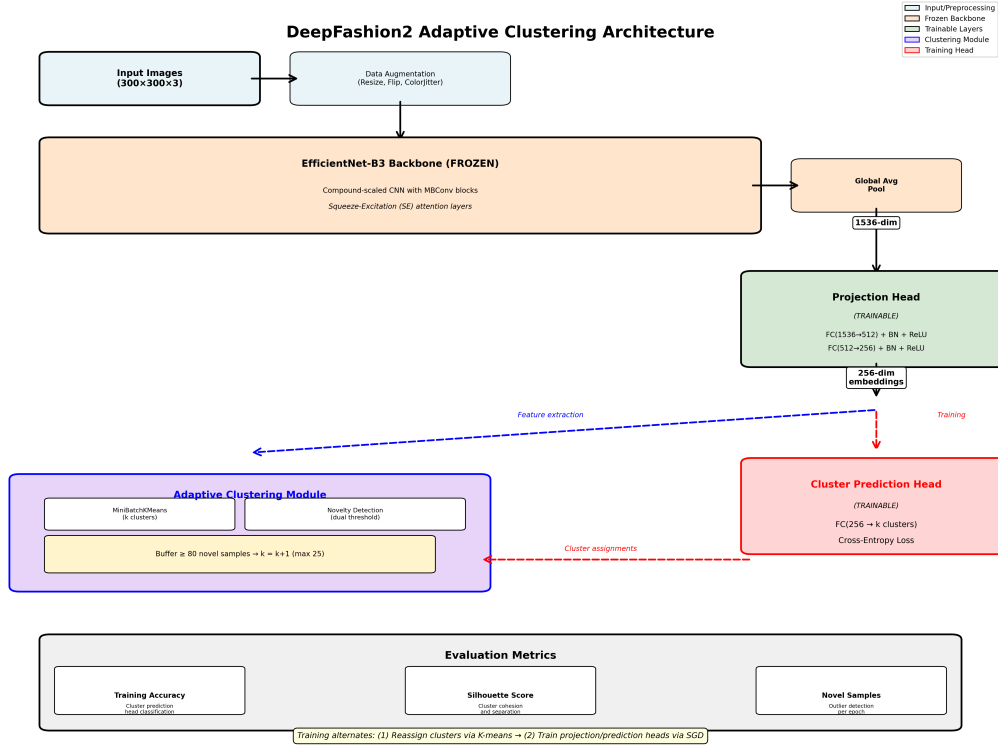 DeepFashion2 Adaptive Clustering Architecture
Input/Preprocessing
Frozen Backbone
Trainable Layers
Clustering Module
Training Head
Input Images
(300×300×3)
Data Augmentation
(Resize, Flip, ColorJitter)
EfficientNet-B3 Backbone (FROZEN)
Compound-scaled CNN with MBConv blocks
Squeeze-Excitation (SE) attention layers
Global Avg
Pool
1536-dim
Projection Head
(TRAINABLE)
FC(1536→512) + BN + ReLU
FC(512→256) + BN + ReLU
256-dim
embeddings
Feature extraction
Training
Adaptive Clustering Module
MiniBatchKMeans
(k clusters)
Novelty Detection
(dual threshold)
Buffer ≥ 80 novel samples → k = k+1 (max 25)
Cluster Prediction Head
(TRAINABLE)
FC(256 → k clusters)
Cross-Entropy Loss
Cluster assignments
Evaluation Metrics
Training Accuracy
Cluster prediction
head classification
Silhouette Score
Cluster cohesion
and separation
Novel Samples
Outlier detection
per epoch
Training alternates: (1) Reassign clusters via K-means → (2) Train projection/prediction heads via SGD